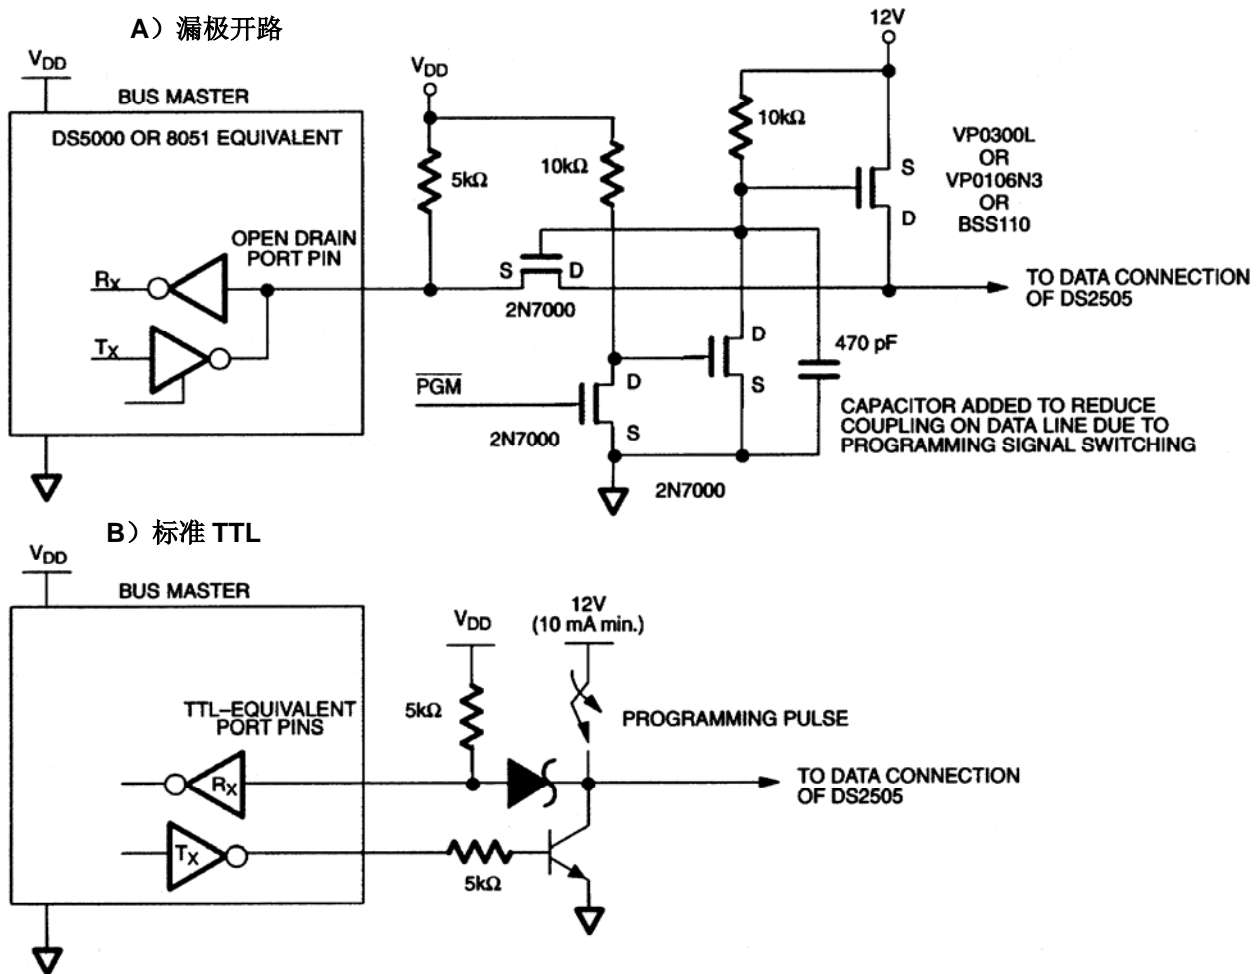 A）漏极开路
VDD
BUS MASTER
DS5000 OR 8051 EQUIVALENT
OPEN DRAIN
PORT PIN
RX
TX
VDD
5kΩ
10kΩ
S
D
2N7000
PGM
2N7000
D
S
12V
10kΩ
S
D
VP0300L
OR
VP0106N3
OR
BSS110
TO DATA CONNECTION
OF DS2505
D
S
470 pF
CAPACITOR ADDED TO REDUCE
COUPLING ON DATA LINE DUE TO
PROGRAMMING SIGNAL SWITCHING
2N7000
B）标准 TTL
VDD
BUS MASTER
TTL–EQUIVALENT
PORT PINS
RX
TX
VDD
5kΩ
12V
(10 mA min.)
PROGRAMMING PULSE
TO DATA CONNECTION
OF DS2505
5kΩ